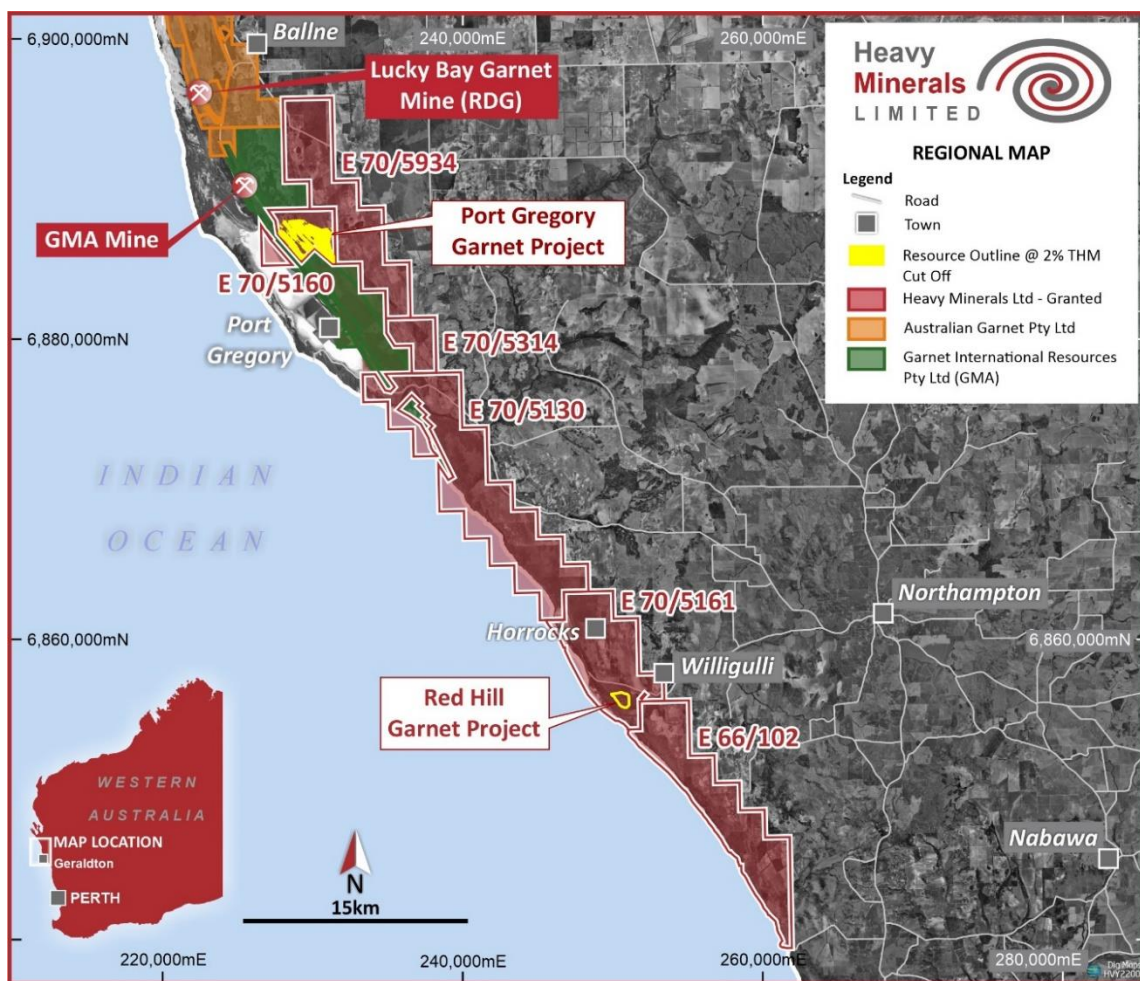 6,900,000mN
Ballne
240,000mE
260,000mE
Heavy
Minerals
LIMITED
REGIONAL MAP
Legend
Road
Town
Resource Outline @ 2% THM
Cut Off
Heavy Minerals Ltd - Granted
Australian Garnet Pty Ltd
Garnet International Resources
Pty Ltd (GMA)
Lucky Bay Garnet
Mine (RDG)
E 70/5934
GMA Mine
Port Gregory
Garnet Project
E 70/5160
Port
Gregory
6,880,000mN
E 70/5314
E 70/5130
INDIAN
OCEAN
E 70/5161
Northampton
Horrocks
6,860,000mN
6,860,000mN
Willigulli
Red Hill
Garnet Project
E 66/102
WESTERN
AUSTRALIA
MAP LOCATION
Geraldton
PERTH
N
15km
Nabawa
220,000mE
240,000mE
260,000mE
280,000mE
Dig Maps